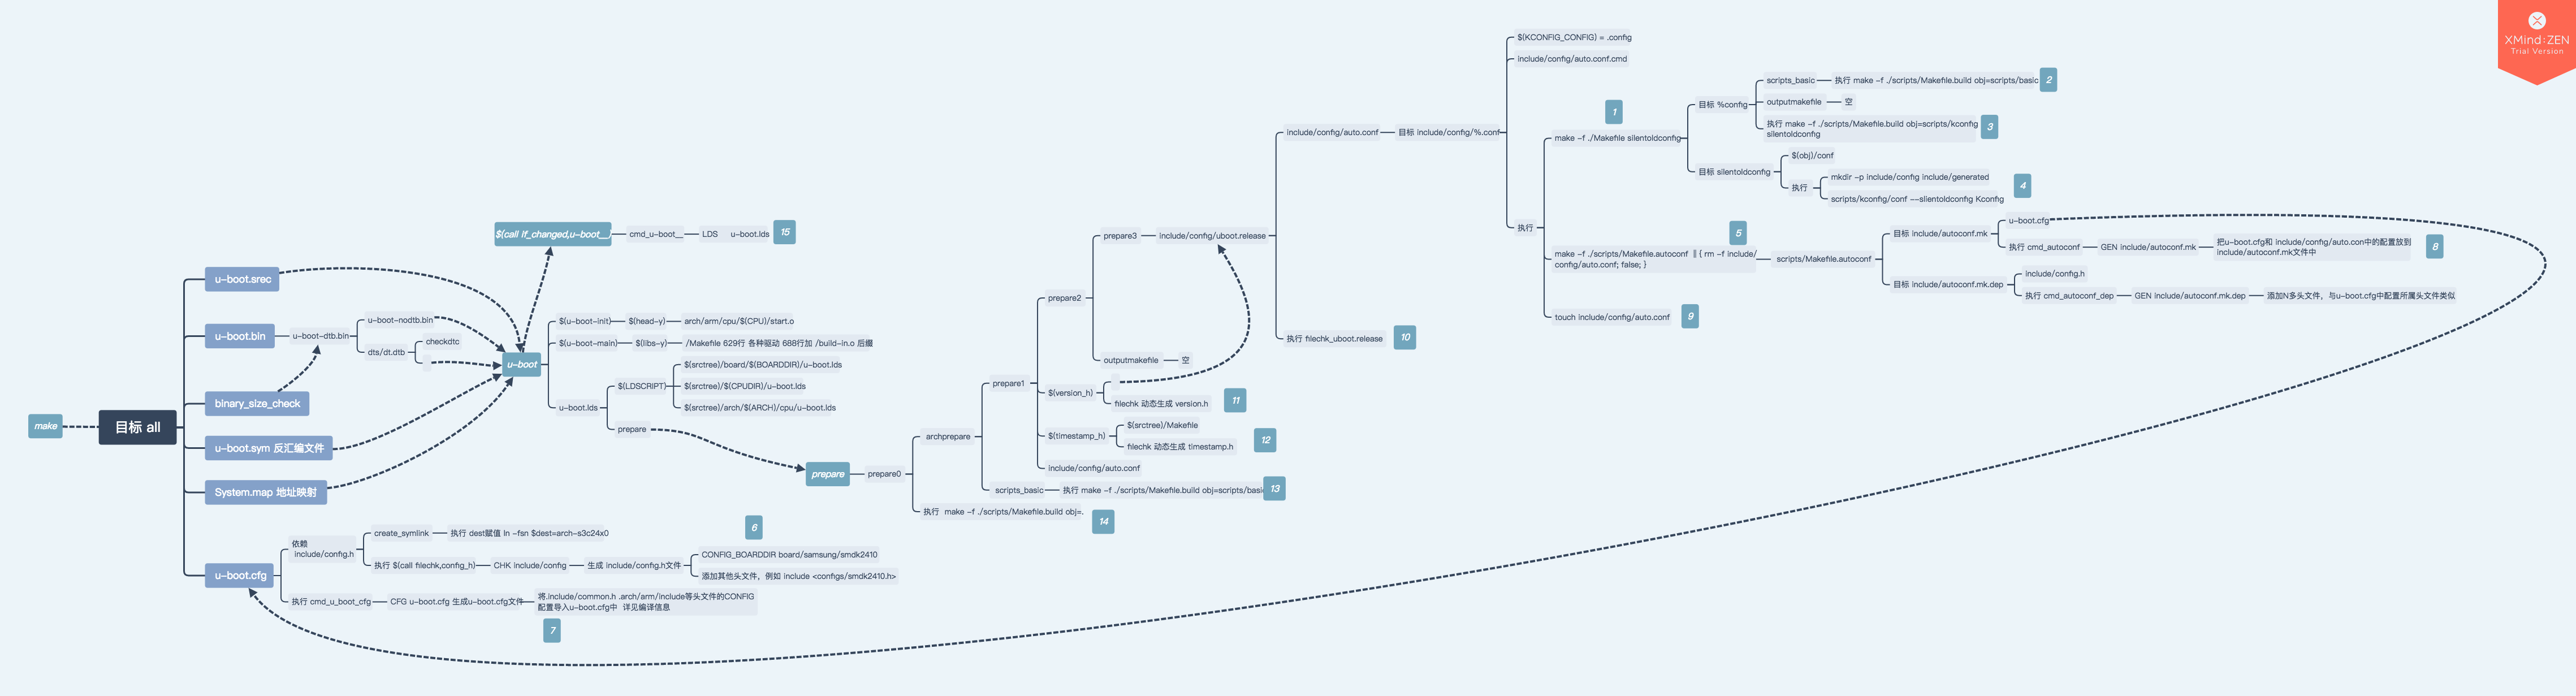 XMind:ZEN
Trial Version
make
目标 all
u-boot.srec
u-boot.bin
u-boot-dtb.bin
u-boot-nodtb.bin
dts/dt.dtb
checkdtc
binary_size_check
u-boot.sym 反汇编文件
System.map 地址映射
u-boot.cfg
依赖
include/config.h
create_symlink
执行 dest赋值 ln -fsn $dest=arch-s3c24x0
执行 $(call filechk,config_h)
CHK include/config
生成 include/config.h文件
6
CONFIG_BOARDDIR board/samsung/smdk2410
添加其他头文件，例如 include <configs/smdk2410.h>
执行 cmd_u_boot_cfg
CFG u-boot.cfg 生成u-boot.cfg文件
将.include/common.h .arch/arm/include等头文件的CONFIG
配置导入u-boot.cfg中 详见编译信息
7
$(call if_changed,u-boot__)
cmd_u-boot__
LDS u-boot.lds
15
u-boot
$(u-boot-init)
$(head-y)
arch/arm/cpu/$(CPU)/start.o
$(u-boot-main)
$(libs-y)
/Makefile 629行 各种驱动 688行加 /build-in.o 后缀
u-boot.lds
$(LDSCRIPT)
$(srctree)/board/$(BOARDDIR)/u-boot.lds
$(srctree)/$(CPUDIR)/u-boot.lds
$(srctree)/arch/$(ARCH)/cpu/u-boot.lds
prepare
prepare
prepare0
archprepare
prepare1
prepare2
prepare3
include/config/uboot.release
outputmakefile
空
$(version_h)
filechk 动态生成 version.h
11
$(timestamp_h)
$(srctree)/Makefile
filechk 动态生成 timestamp.h
12
include/config/auto.conf
scripts_basic
执行 make -f ./scripts/Makefile.build obj=scripts/basic
13
执行 make -f ./scripts/Makefile.build obj=.
14
include/config/auto.conf
目标 include/config/%.conf
执行 filechk_uboot.release
10
$(KCONFIG_CONFIG) = .config
include/config/auto.conf.cmd
执行
1
make -f ./Makefile silentoldconfig
目标 %config
scripts_basic
执行 make -f ./scripts/Makefile.build obj=scripts/basic
2
outputmakefile
空
执行 make -f ./scripts/Makefile.build obj=scripts/kconfig
silentoldconfig
3
目标 silentoldconfig
$(obj)/conf
执行
mkdir -p include/config include/generated
scripts/kconfig/conf --silentoldconfig Kconfig
4
5
make -f ./scripts/Makefile.autoconf || { rm -f include/
config/auto.conf; false; }
scripts/Makefile.autoconf
目标 include/autoconf.mk
u-boot.cfg
执行 cmd_autoconf
GEN include/autoconf.mk
把u-boot.cfg和 include/config/auto.con中的配置放到
include/autoconf.mk文件中
8
目标 include/autoconf.mk.dep
include/config.h
执行 cmd_autoconf_dep
GEN include/autoconf.mk.dep
添加N多头文件，与u-boot.cfg中配置所属头文件类似
touch include/config/auto.conf
9